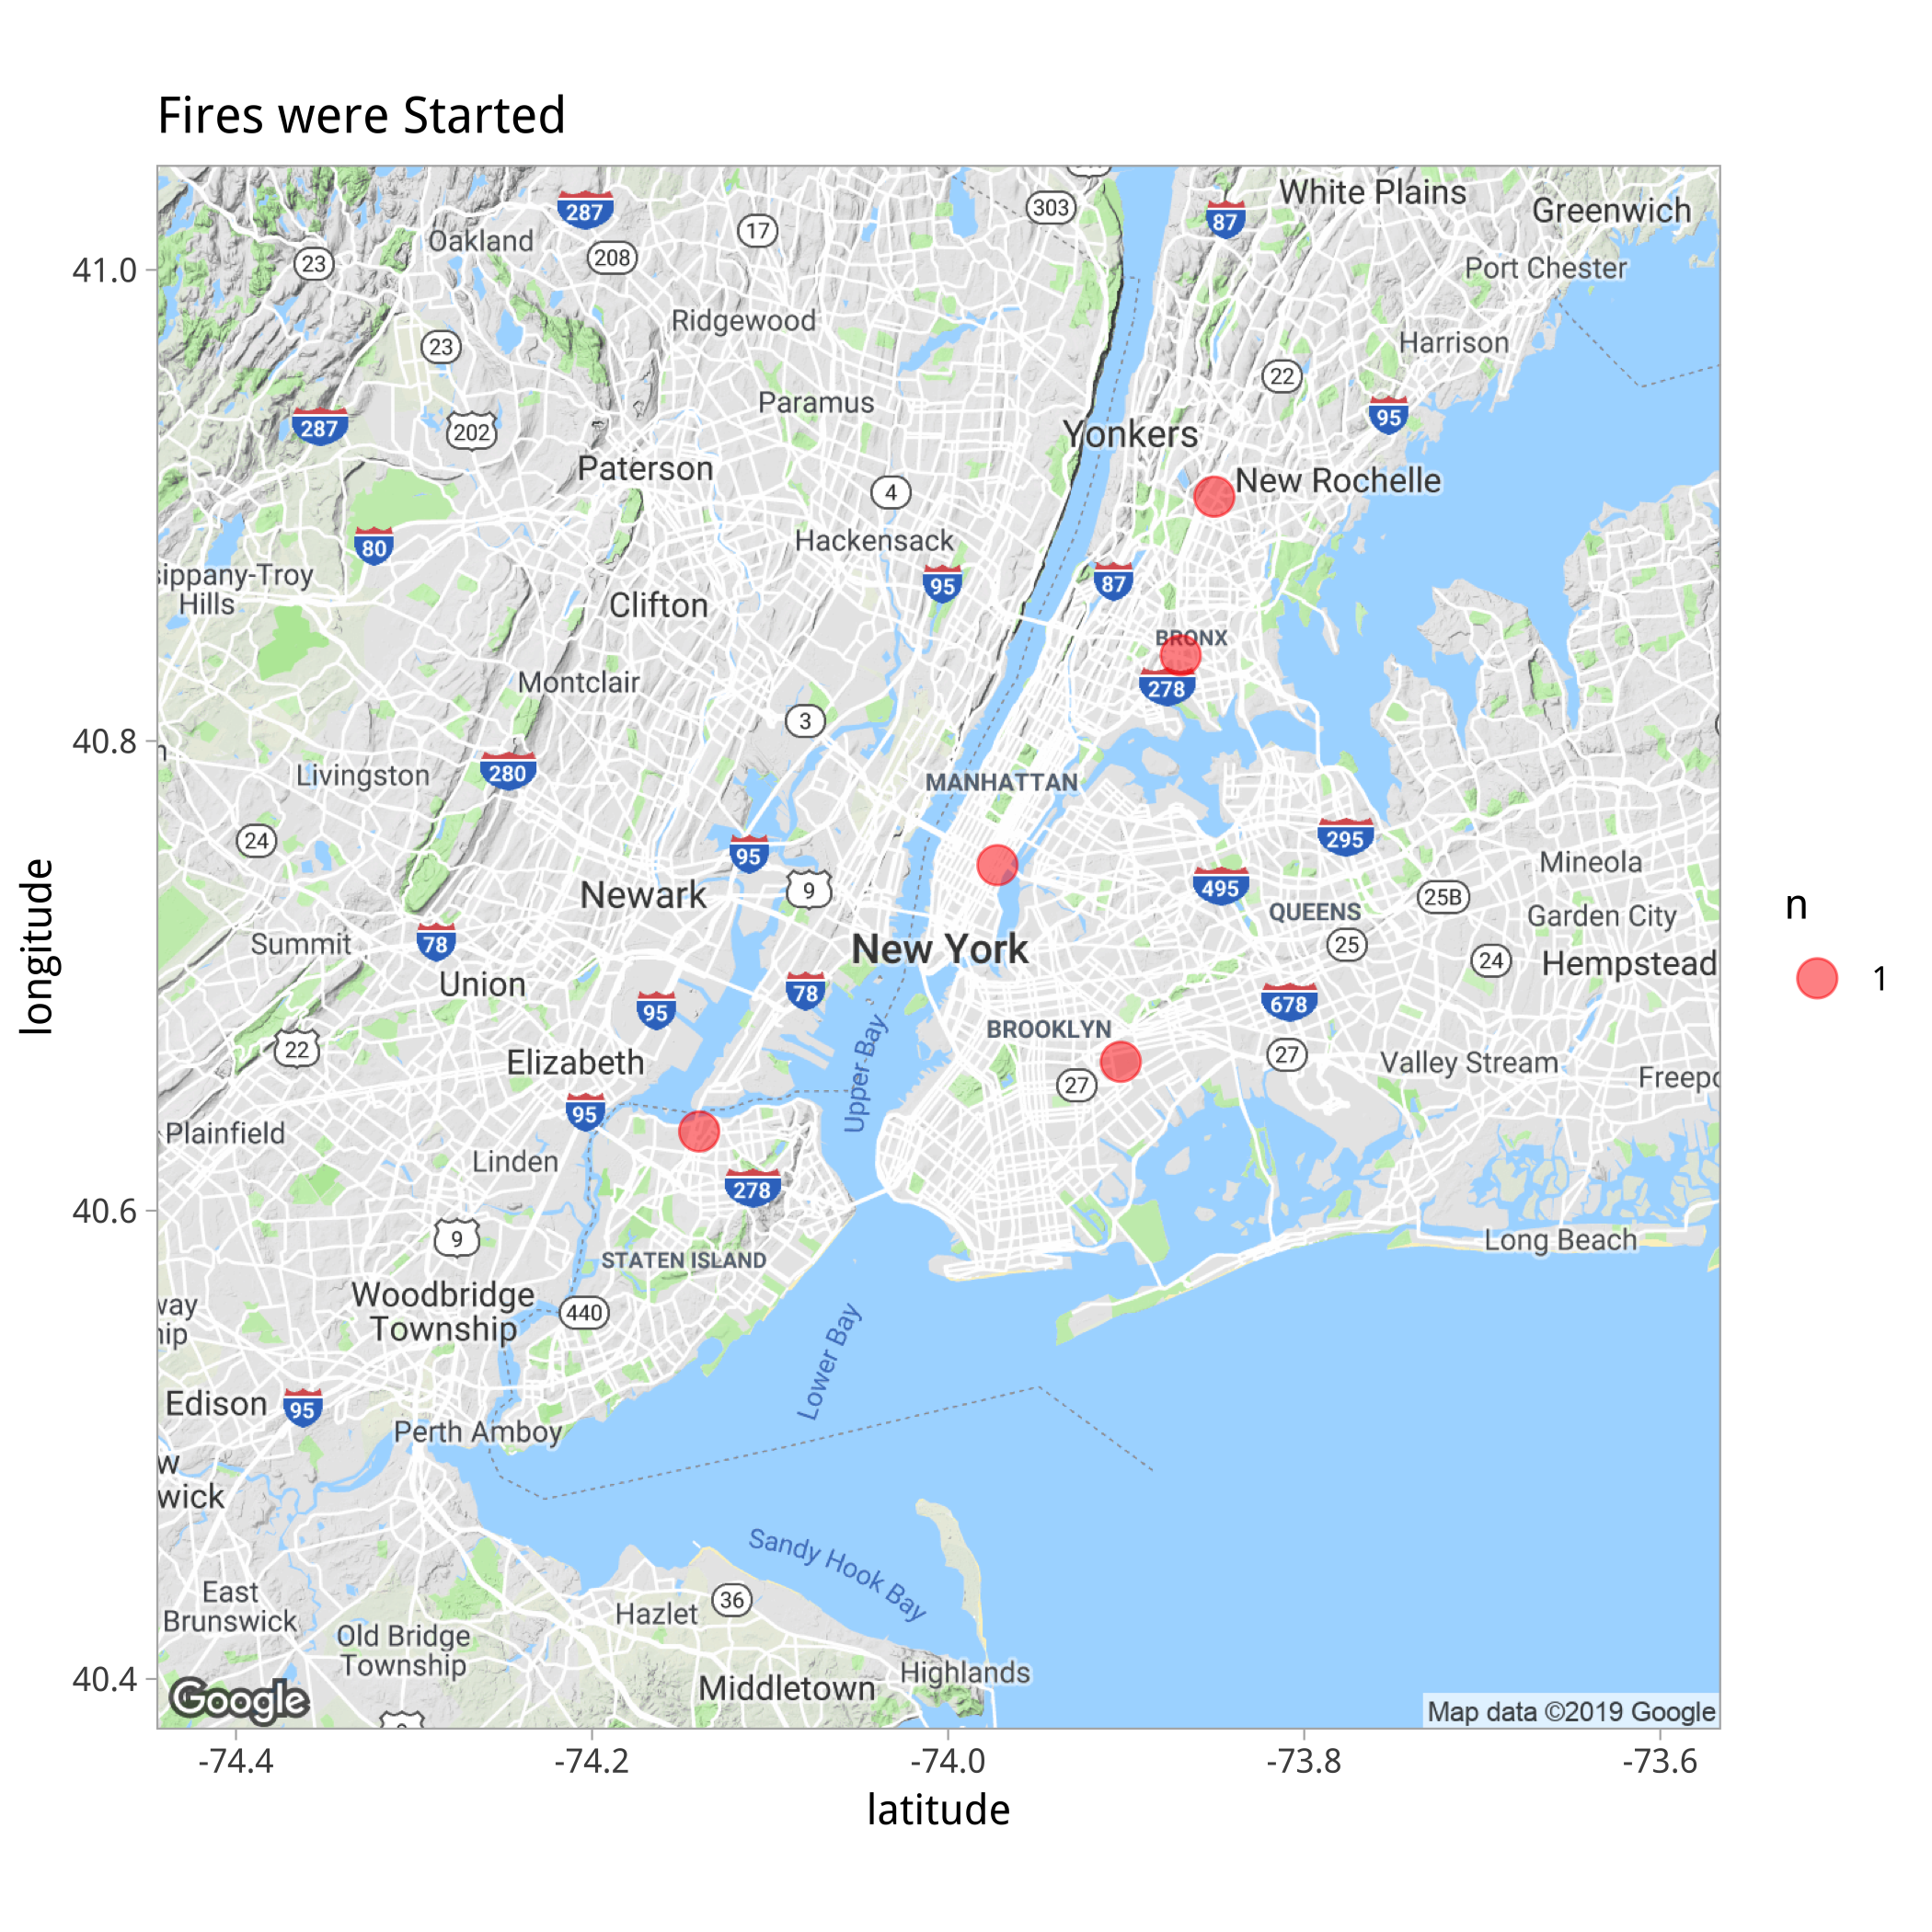 Fires were Started
303
87
White Plains
Greenwich
287
17
Oakland
208
23
41.0
Port Chester
Ridgewood
23
Harrison
22
Paramus
95
287
202
Yonkers
Paterson
New Rochelle
4
Hackensack
80
95
87
sippany-Troy
Hills
Clifton
BRONX
278
Montclair
3
40.8
Livingston
280
MANHATTAN
24
95
295
Mineola
9
495
Newark
25B
QUEENS
Garden City
Summit
78
New York
25
24
Hempstead
Union
78
95
678
longitude
n
1
BROOKLYN
22
Elizabeth
27
Valley Stream
Upper Bay
27
Freepo
95
Plainfield
Linden
278
40.6
9
STATEN ISLAND
Long Beach
Woodbridge
Township
way
hip
440
Lower Bay
Edison
95
Perth Amboy
w
wick
Sandy Hook Bay
East
Brunswick
Hazlet
36
Old Bridge
Township
40.4
Highlands
Middletown
Google
Map data ©2019 Google
-74.4
-74.2
-74.0
-73.8
-73.6
latitude